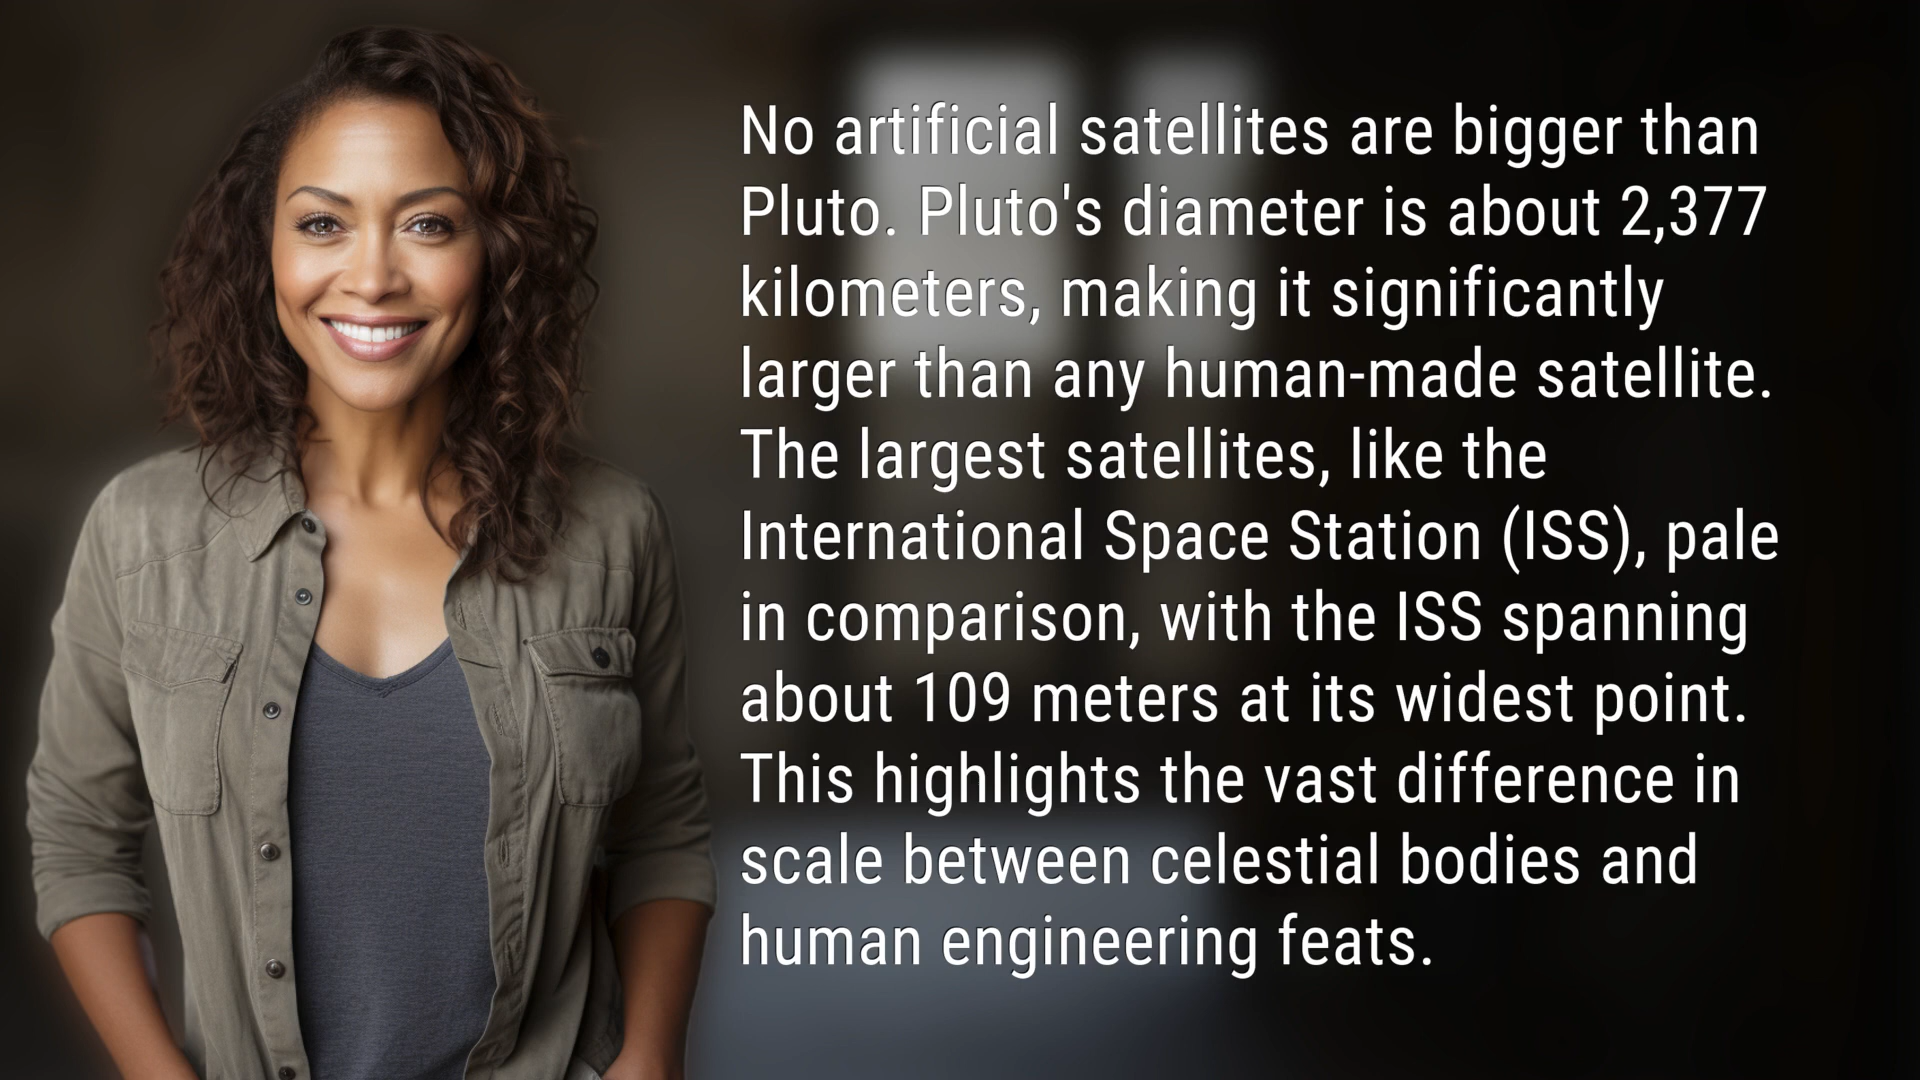 No artificial satellites are bigger than
Pluto. Pluto's diameter is about 2,377
kilometers, making it significantly
larger than any human-made satellite.
The largest satellites, like the
International Space Station (ISS), pale
in comparison, with the ISS spanning
about 109 meters at its widest point.
This highlights the vast difference in
scale between celestial bodies and
human engineering feats.